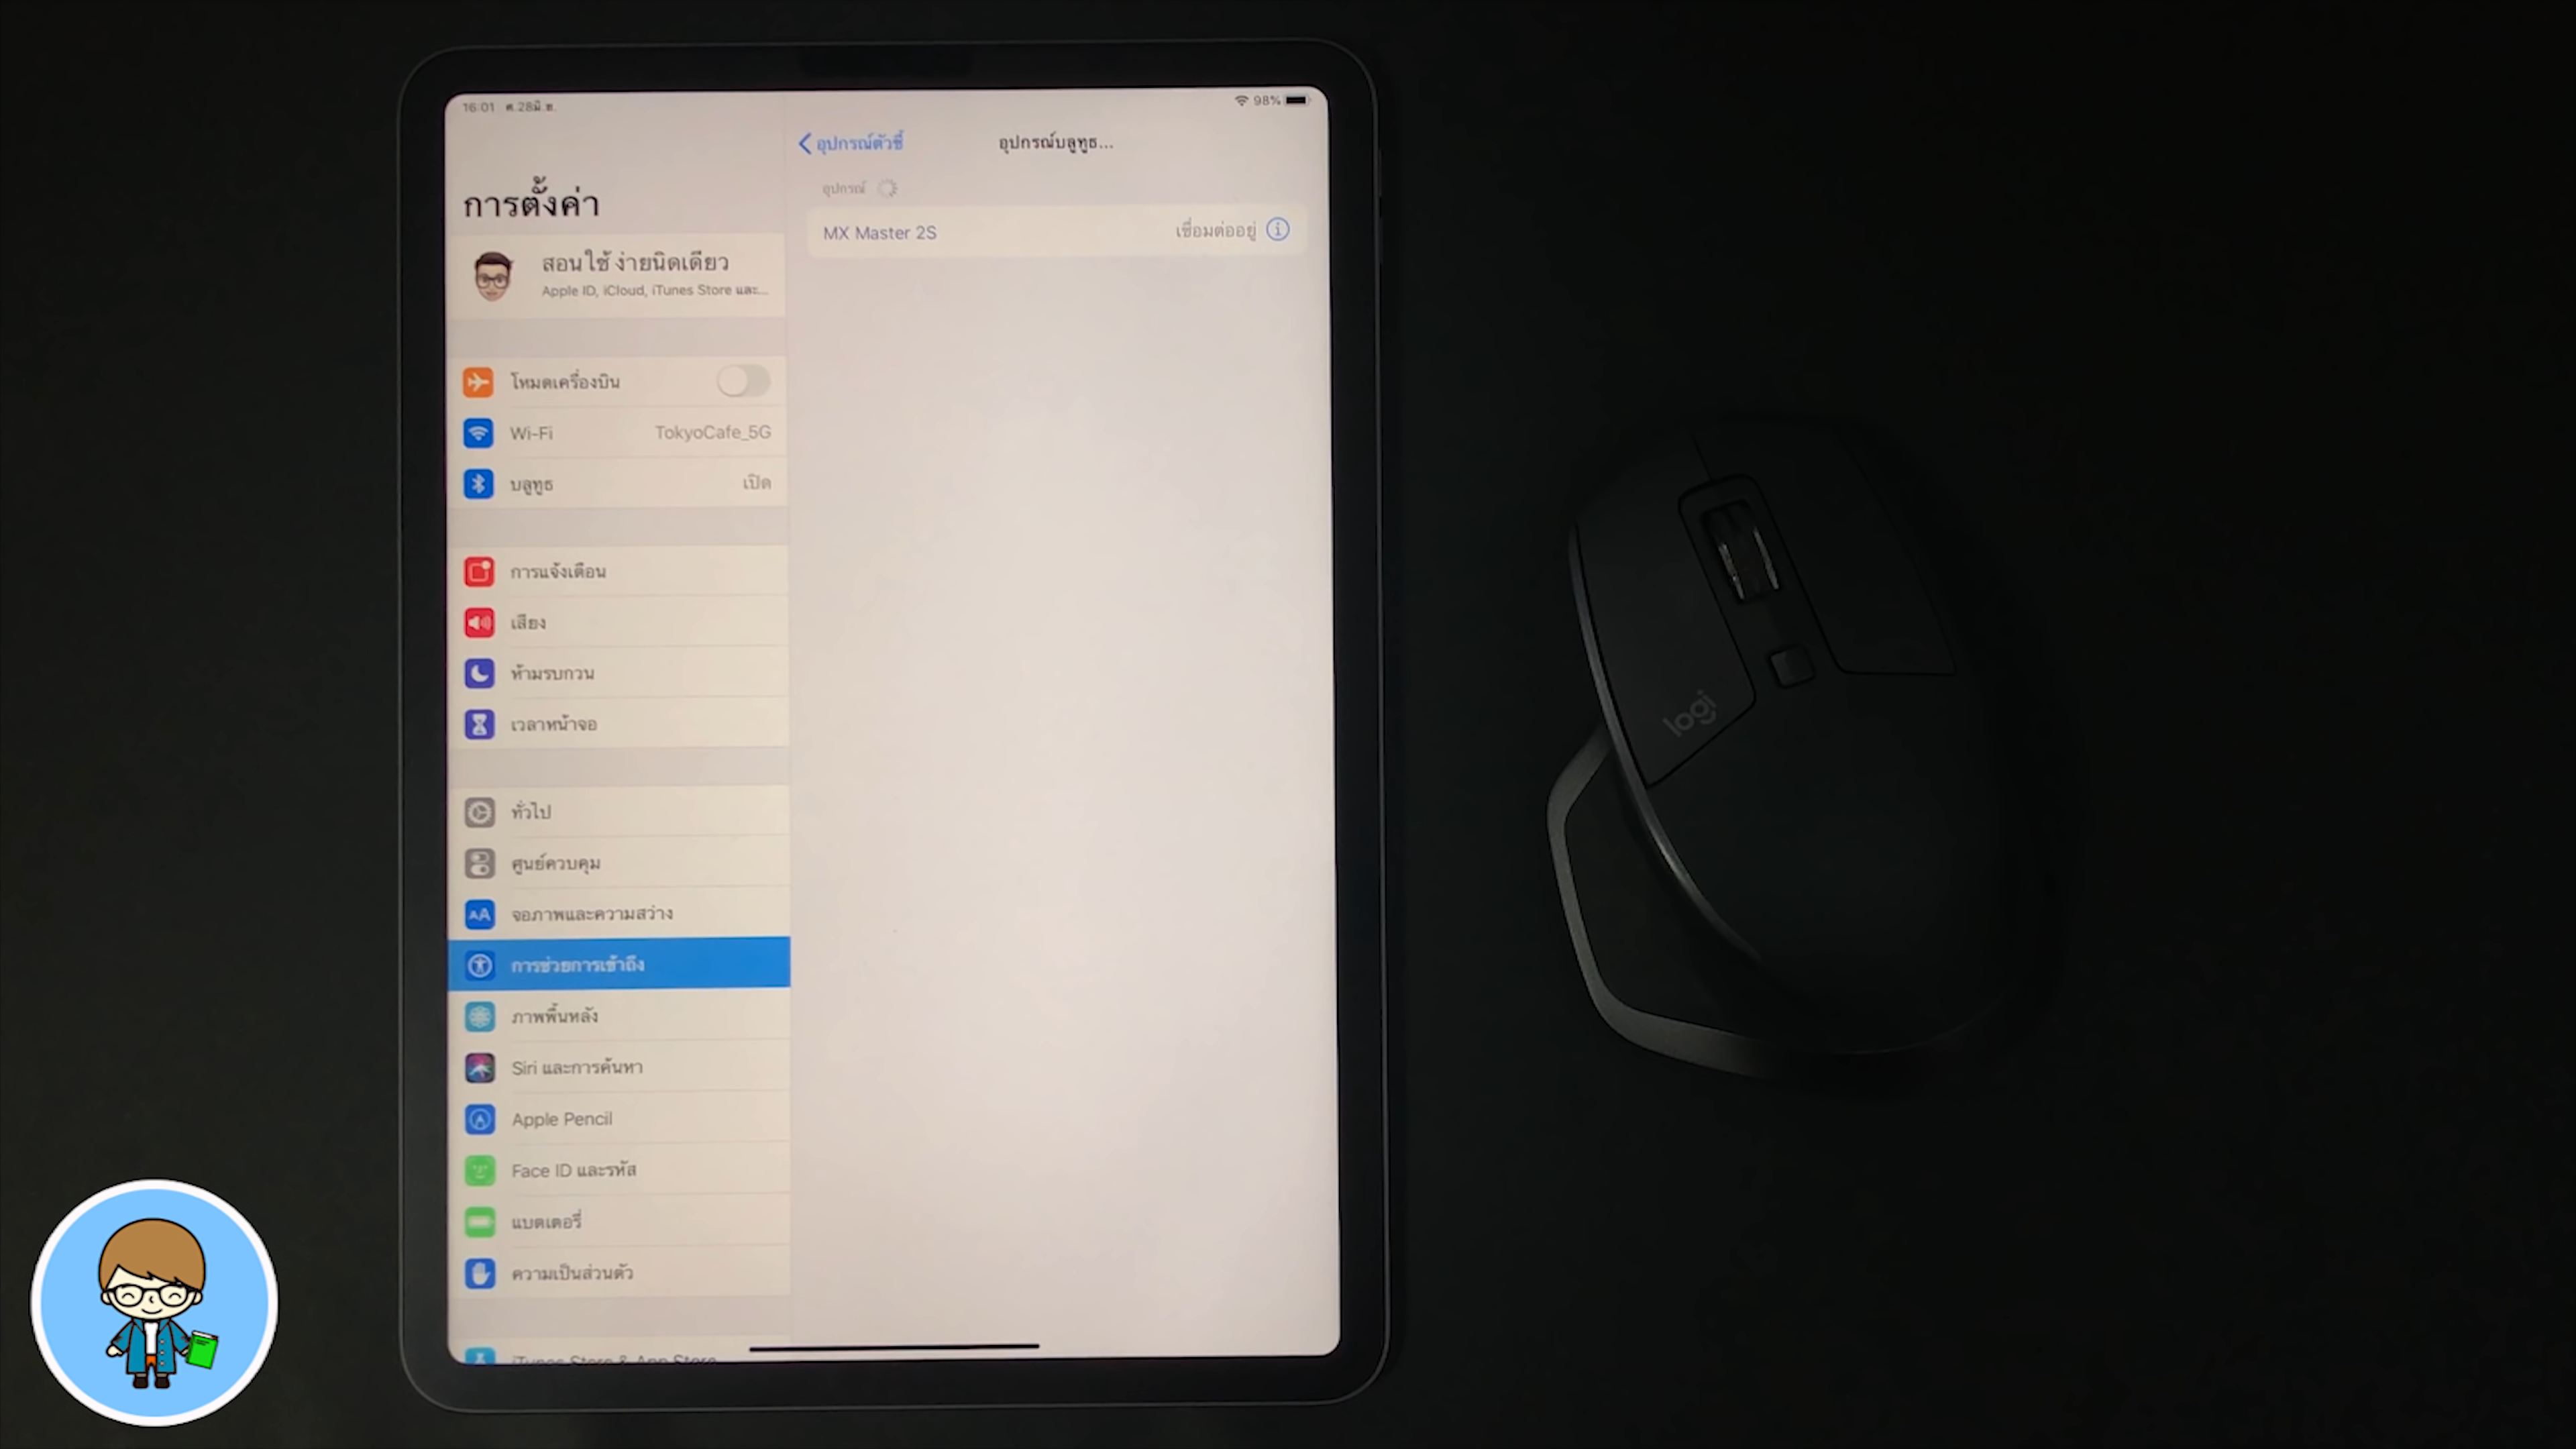 16:01 ศ.28มิ.ย.
98%
การตั้งค่า
สอนใช้ ง่ายนิดเดียว
Apple ID, iCloud, iTunes Store และ...
โหมดเครื่องบิน
Wi-Fi TokyoCafe_5G
บลูทูธ เปิด
การแจ้งเตือน
เสียง
ห้ามรบกวน
เวลาหน้าจอ
ทั่วไป
ศูนย์ควบคุม
จอภาพและความสว่าง
การช่วยการเข้าถึง
ภาพพื้นหลัง
Siri และการค้นหา
Apple Pencil
Face ID และรหัส
แบตเตอรี่
ความเป็นส่วนตัว
iTunes Store & App Store
อุปกรณ์ตัวชี้ อุปกรณ์บลูทูธ...
อุปกรณ์
MX Master 2S เชื่อมต่ออยู่
logi